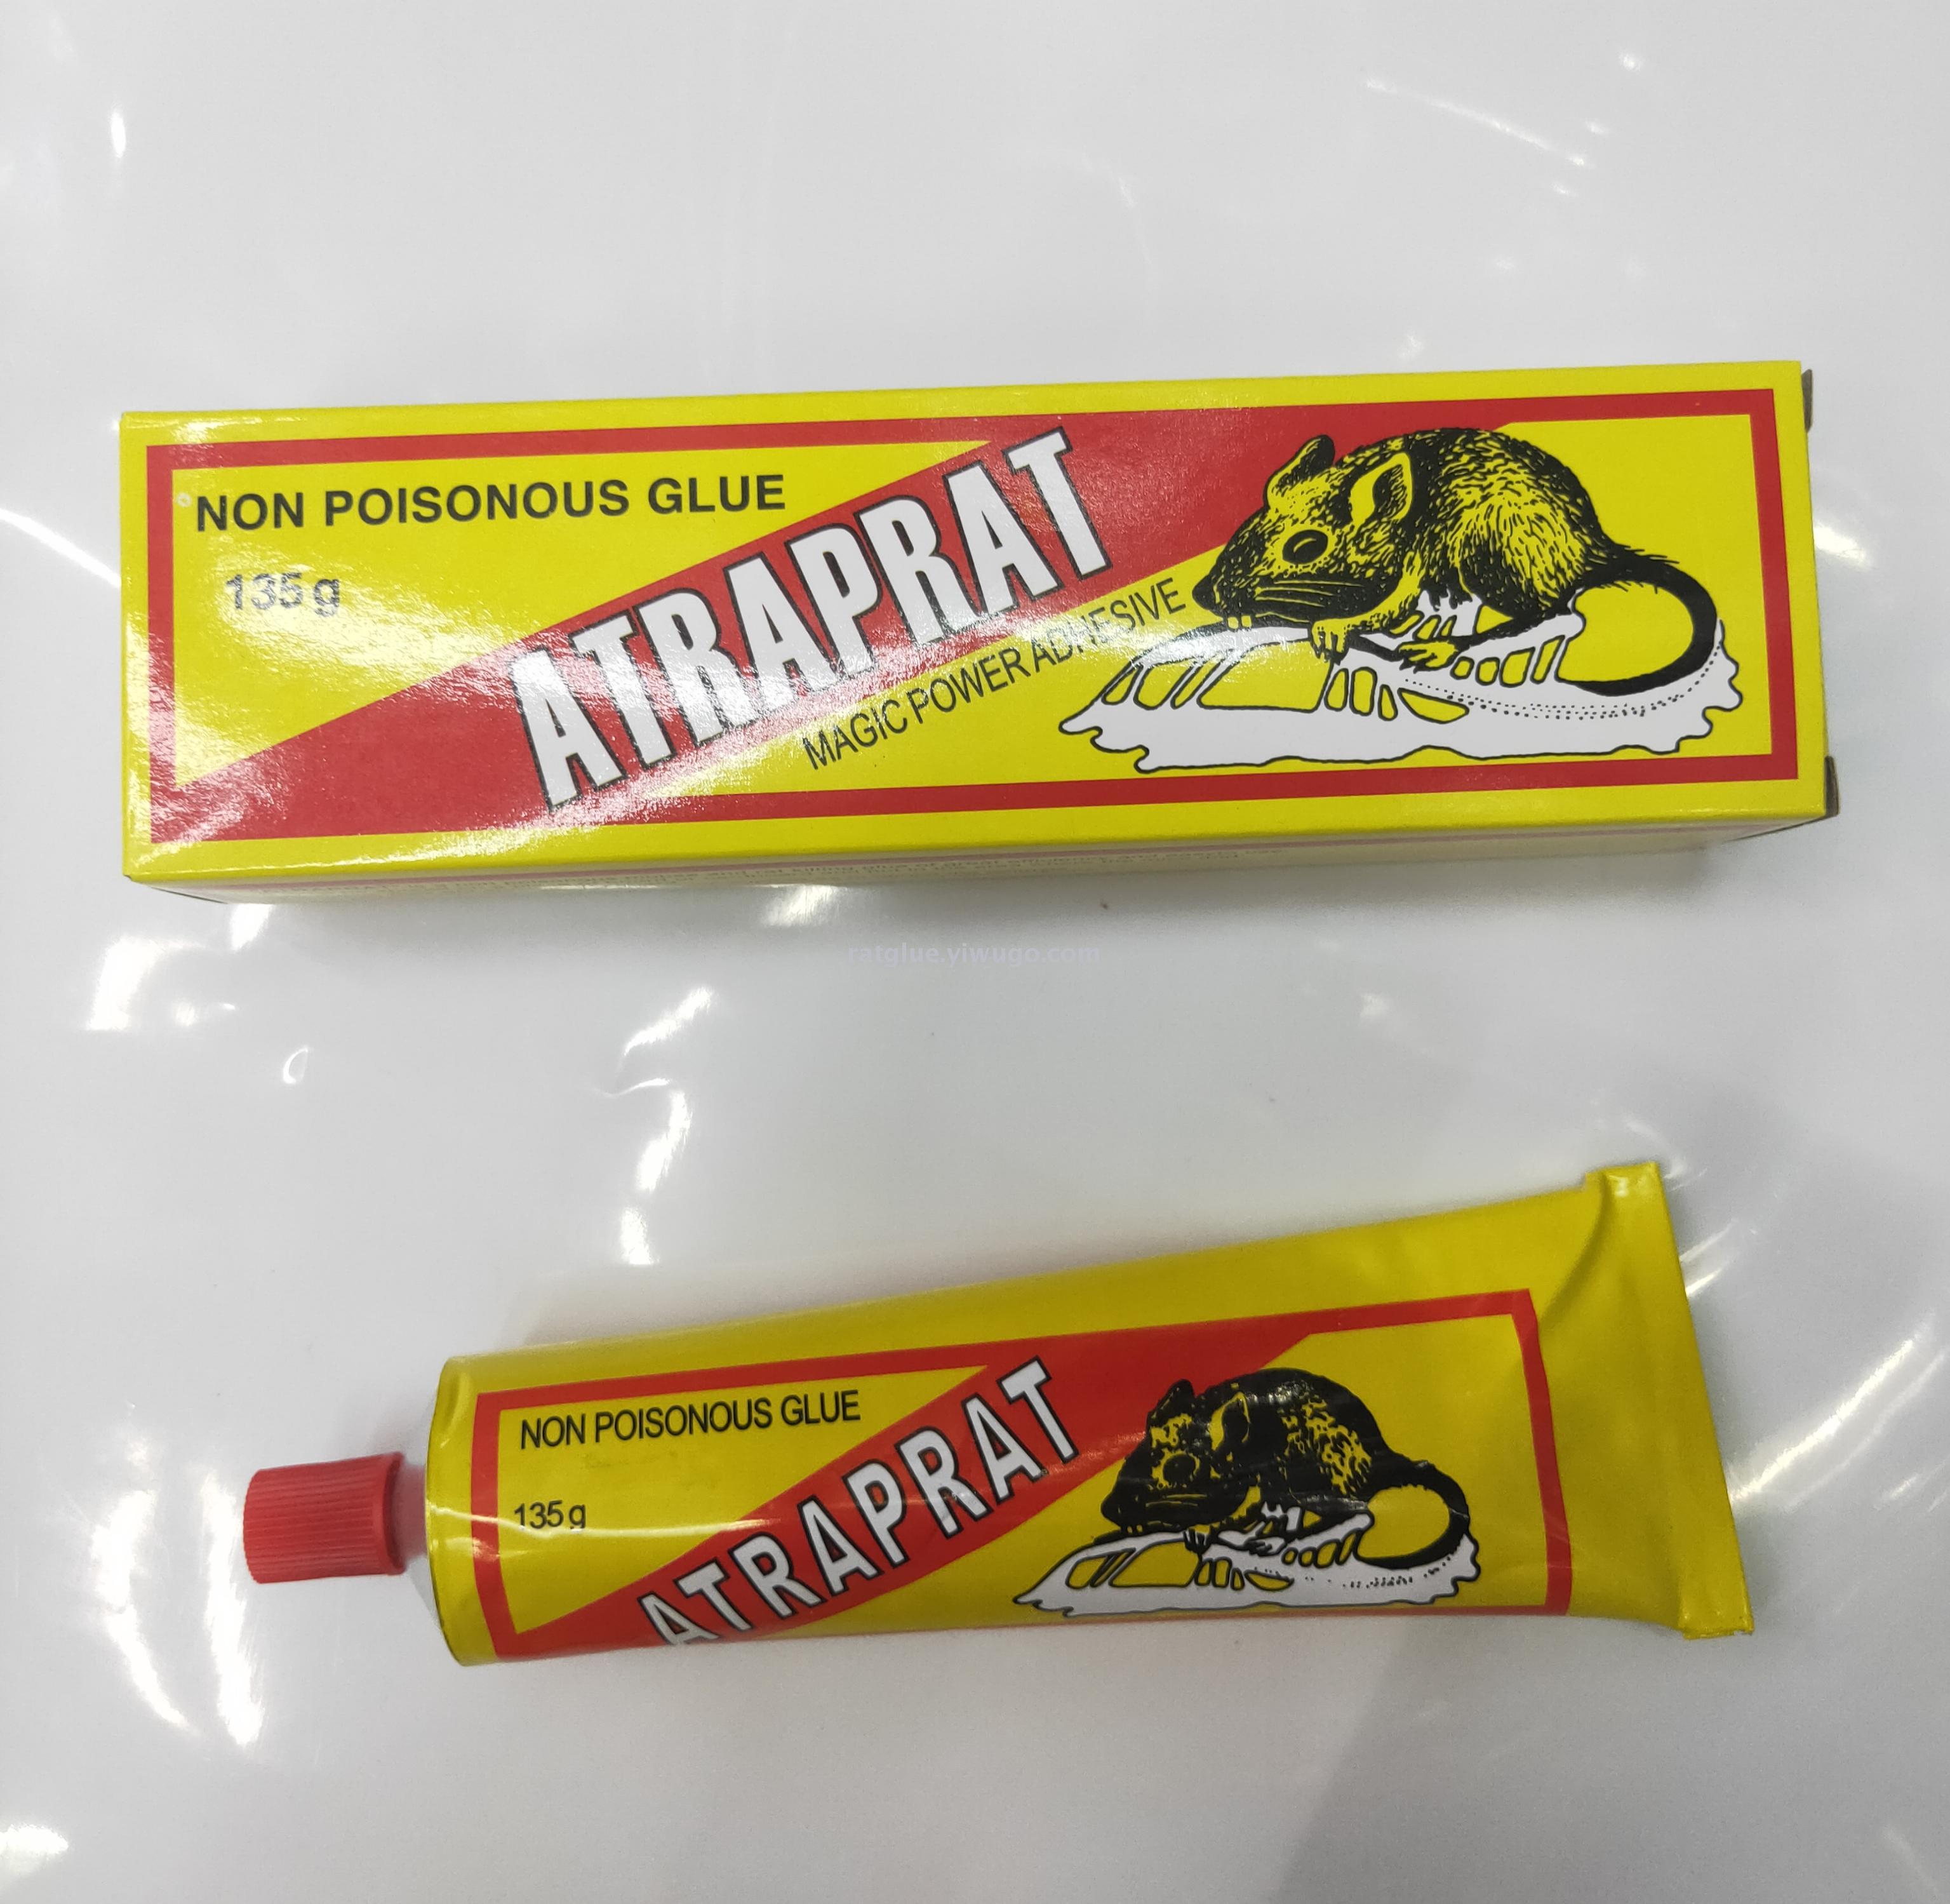 NON POISONOUS GLUE
135g
ATRAPRAT
MAGIC POWER ADHESIVE
ratglue.yiwugo.com
NON POISONOUS GLUE
135g
ATRAPRAT